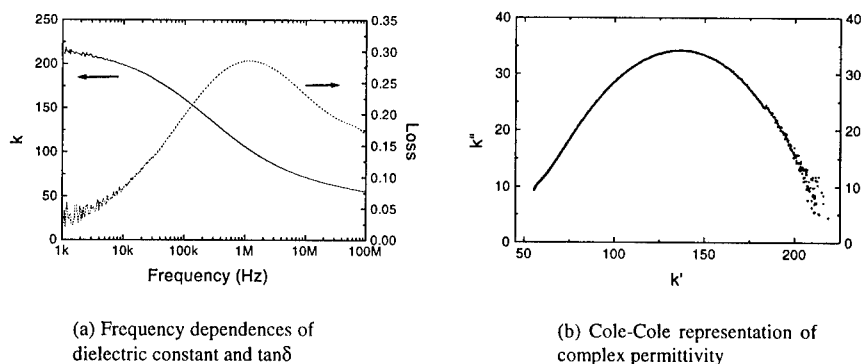 250
200
150
100
50
0
k
0.35
0.30
0.25
0.20
0.15
0.10
0.05
0.00
Loss
1k 10k 100k 1M 10M 100M
Frequency (Hz)
(a) Frequency dependences of
dielectric constant and tanδ
40
30
20
10
0
k"
40
30
20
10
0
50 100 150 200
k'
(b) Cole-Cole representation of
complex permittivity